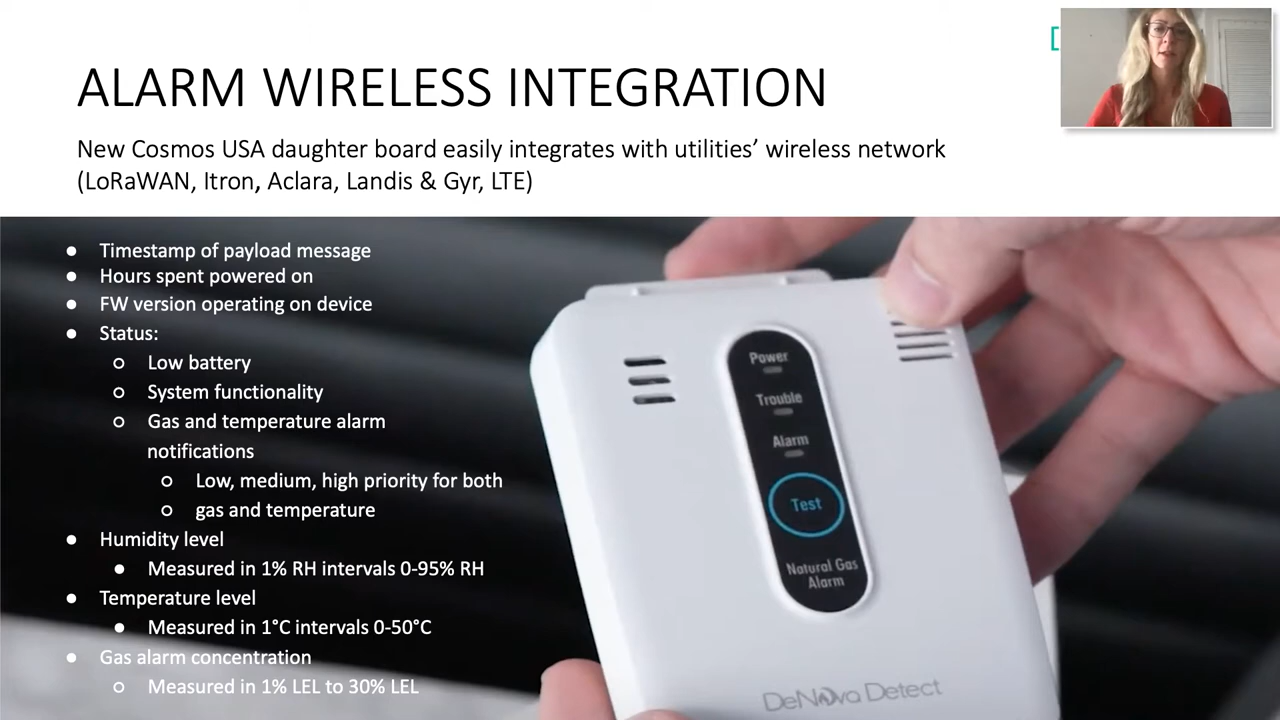 ALARM WIRELESS INTEGRATION
New Cosmos USA daughter board easily integrates with utilities’ wireless network
(LoRaWAN, Itron, Aclara, Landis & Gyr, LTE)
● Timestamp of payload message
● Hours spent powered on
● FW version operating on device
● Status:
○ Low battery
○ System functionality
○ Gas and temperature alarm
notifications
○ Low, medium, high priority for both
○ gas and temperature
● Humidity level
● Measured in 1% RH intervals 0-95% RH
● Temperature level
● Measured in 1°C intervals 0-50°C
● Gas alarm concentration
○ Measured in 1% LEL to 30% LEL
Power
Trouble
Alarm
Test
Natural Gas
Alarm
DeNova Detect